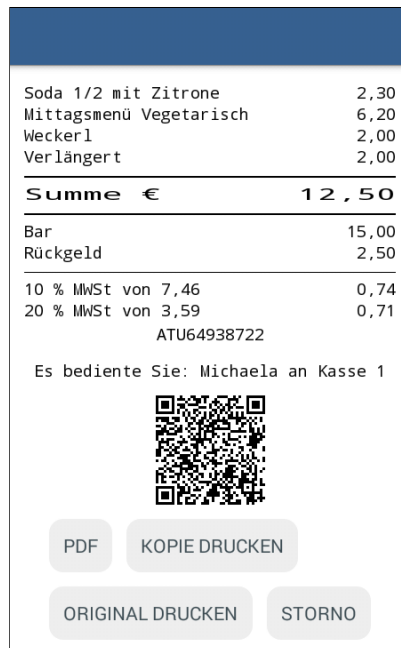 Soda 1/2 mit Zitrone 2,30
Mittagsmenü Vegetarisch 6,20
Weckerl 2,00
Verlängert 2,00
Summe € 12,50
Bar 15,00
Rückgeld 2,50
10 % MWSt von 7,46 0,74
20 % MWSt von 3,59 0,71
ATU64938722
Es bediente Sie: Michaela an Kasse 1
PDF KOPIE DRUCKEN
ORIGINAL DRUCKEN STORNO